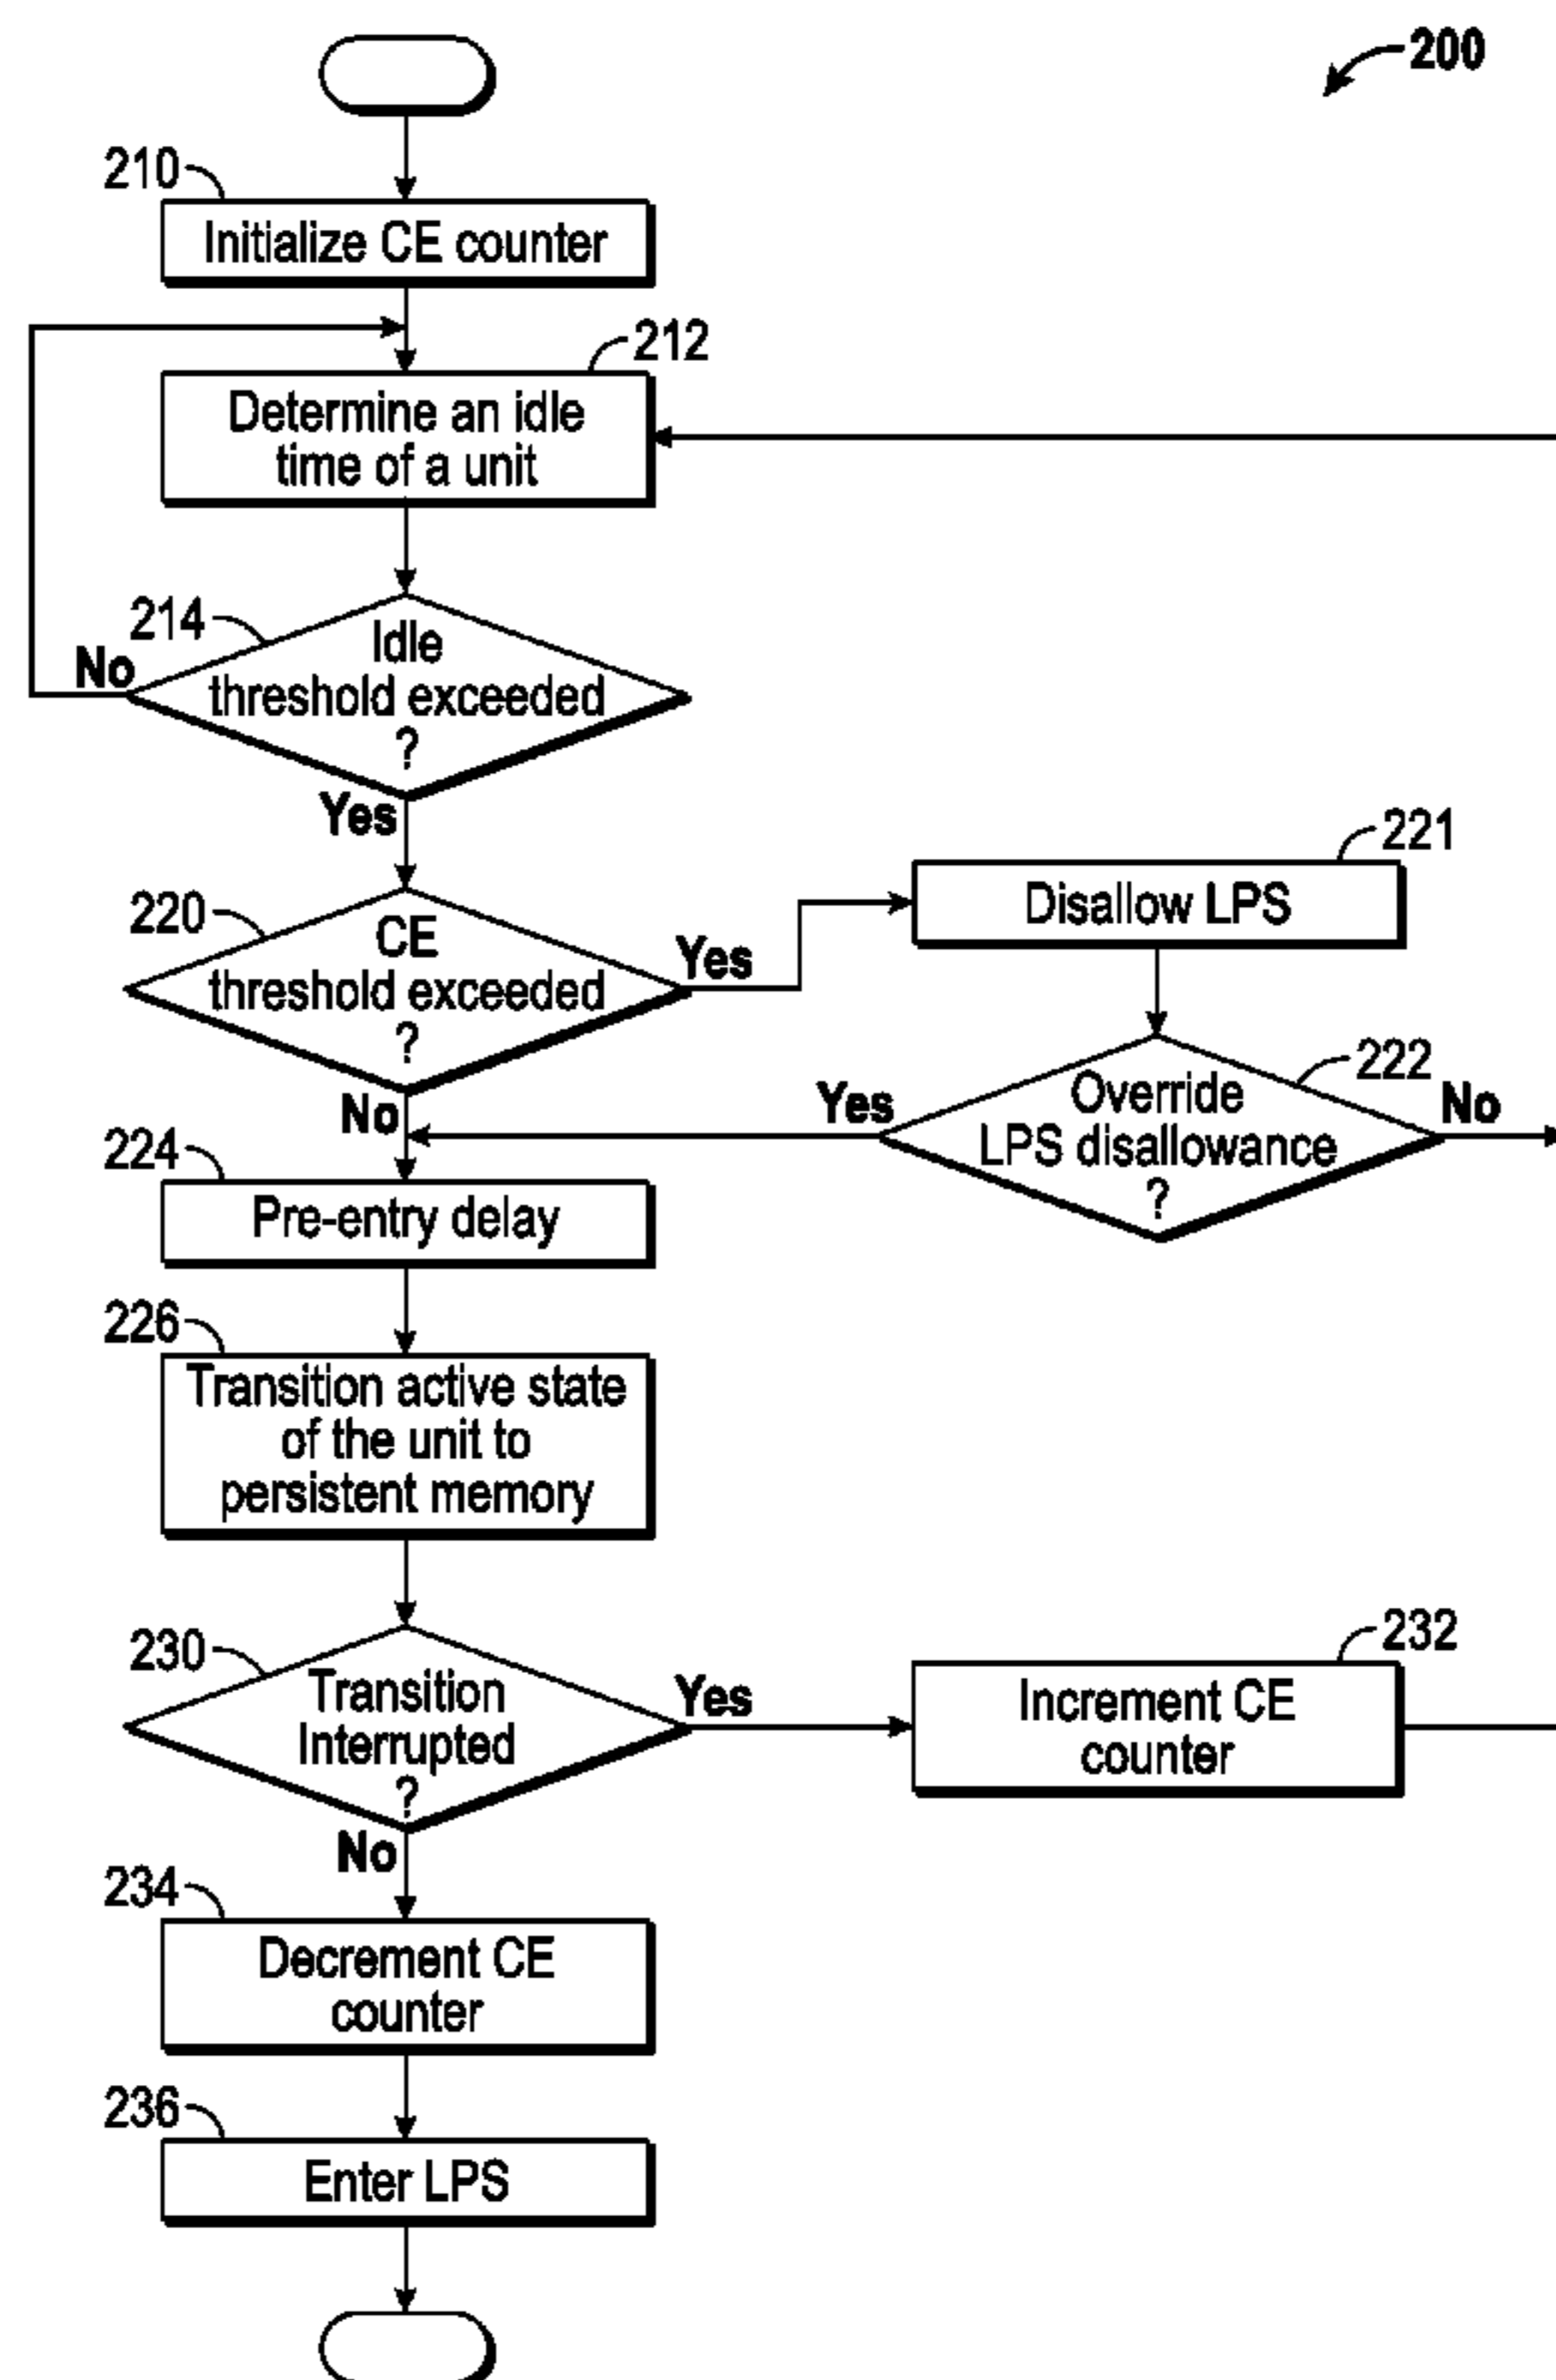 200
210
Initialize CE counter
212
Determine an idle
time of a unit
214
Idle
threshold exceeded
?
No
Yes
220
CE
threshold exceeded
?
Yes
No
221
Disallow LPS
222
Override
LPS disallowance
?
Yes
No
224
Pre-entry delay
226
Transition active state
of the unit to
persistent memory
230
Transition
Interrupted
?
Yes
No
232
Increment CE
counter
234
Decrement CE
counter
236
Enter LPS